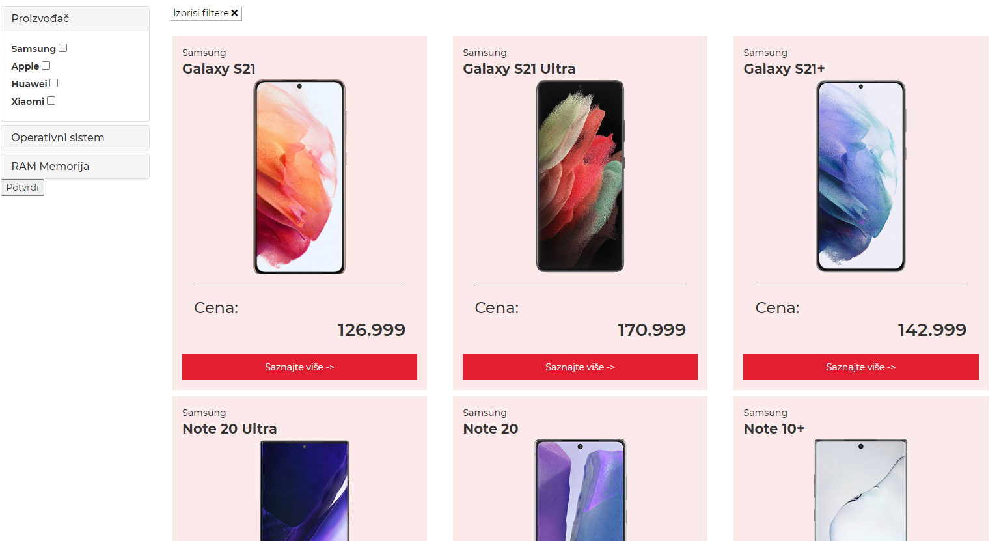 Proizvođač
Samsung
Apple
Huawei
Xiaomi
Operativni sistem
RAM Memorija
Potvrdi
Izbrisi filtere ×
Samsung
Galaxy S21
Cena:
126.999
Saznajte više ->
Samsung
Galaxy S21 Ultra
Cena:
170.999
Saznajte više ->
Samsung
Galaxy S21+
Cena:
142.999
Saznajte više ->
Samsung
Note 20 Ultra
Samsung
Note 20
Samsung
Note 10+